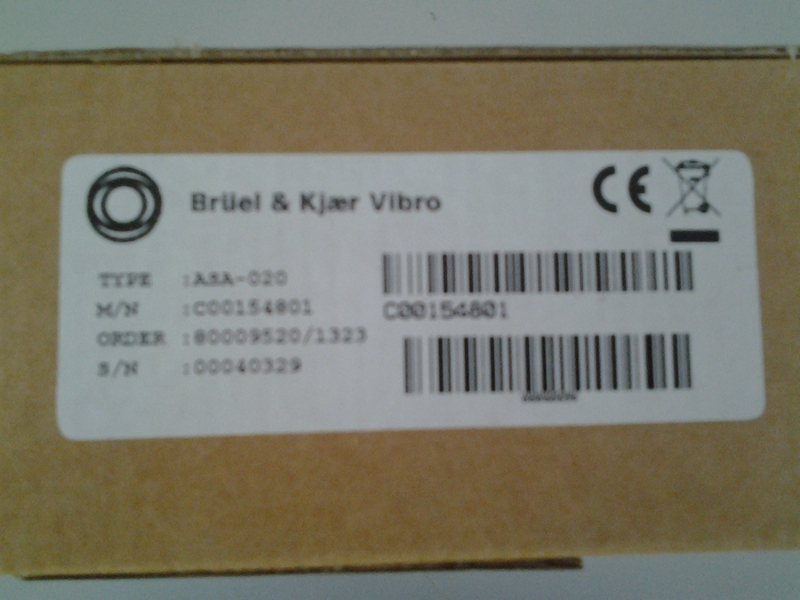 Brüel & Kjær Vibro
CE
TYPE :ASA-020
M/N :C00154801
ORDER :80009520/1323
S/N :00040329
C00154801